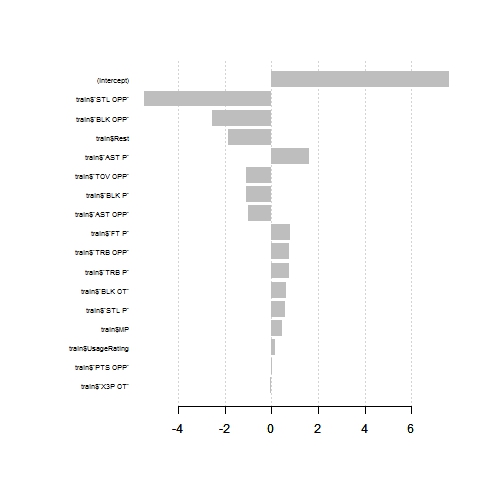 (Intercept)
train$`STL OPP`
train$`BLK OPP`
train$Rest
train$`AST P`
train$`TOV OPP`
train$`BLK P`
train$`AST OPP`
train$`FT P`
train$`TRB OPP`
train$`TRB P`
train$`BLK OT`
train$`STL P`
train$MP
train$UsageRating
train$`PTS OPP`
train$`X3P OT`
-4 -2 0 2 4 6